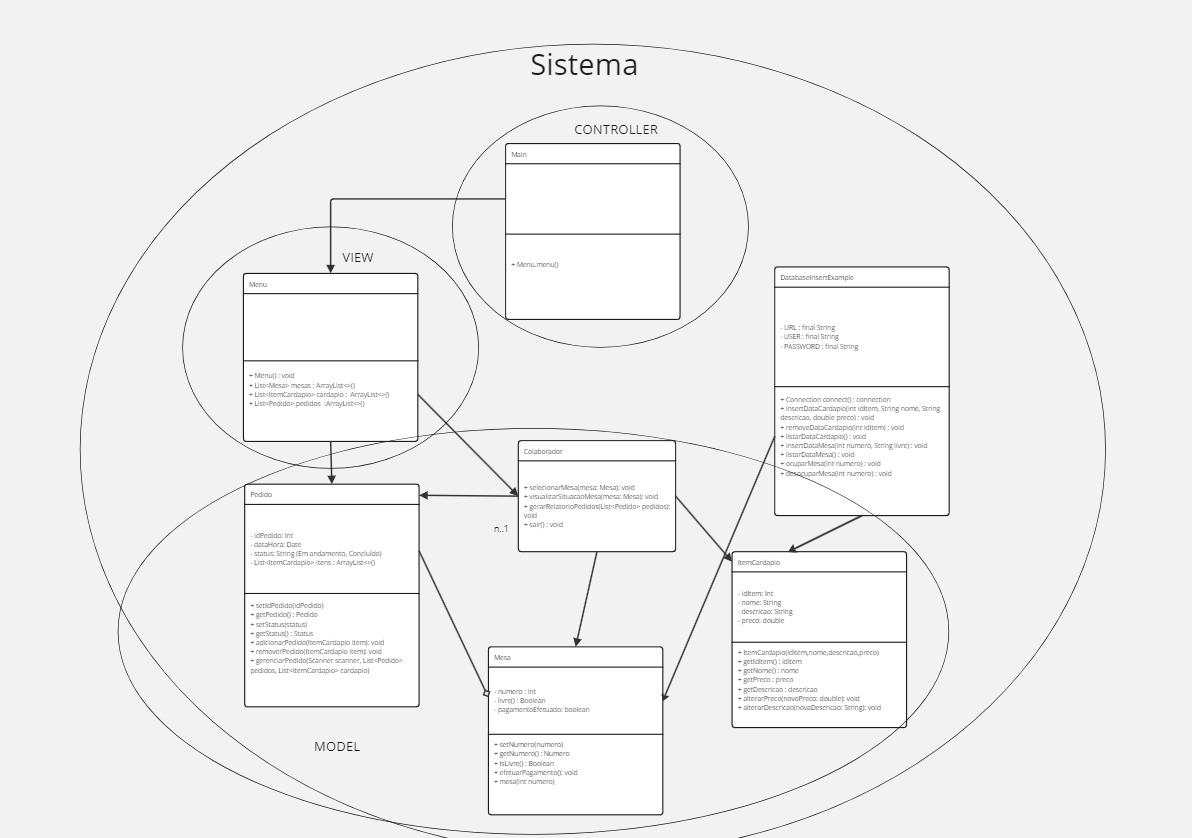 Sistema
CONTROLLER
Main
+ Menu.menu()
VIEW
Menu
+ Menu() : void
+ List<Mesa> mesas : ArrayList<>()
+ List<ItemCardapio> cardapio :  ArrayList<>()
+ List<Pedido> pedidos  :ArrayList<>()
DatabaseInsertExample
- URL : final String
- USER : final String
- PASSWORD : final String
+ Connection connect() : connection
+ insertDataCardapio(int idItem, String nome, String
descricao, double preco) : void
+ removeDataCardapio(int idItem) : void
+ listarDataCardapio() : void
+ insertDataMesa(int numero, String livre) : void
+ listarDataMesa() : void
+ ocuparMesa(int numero) : void
+ desocuparMesa(int numero) : void
Colaborador
+ selecionarMesa(mesa: Mesa): void
+ visualizarSituacaoMesa(mesa: Mesa): void
+ gerarRelatorioPedidos(List<Pedido> pedidos):
void
+ sair() : void
n..1
Pedido
- idPedido: Int
- dataHora: Date
- status: String (Em andamento, Concluído)
- List<ItemCardapio> itens : ArrayList<>()
+ setIdPedido(idPedido)
+ getPedido() : Pedido
+ setStatus(status)
+ getStatus() : Status
+ adicionarPedido(ItemCardapio item): void
+ removerPedido(ItemCardapio item): void
+ gerenciarPedido(Scanner scanner, List<Pedido>
pedidos, List<ItemCardapio> cardapio)
ItemCardapio
- idItem: Int
- nome: String
- descricao: String
- preco: double
+ ItemCardapio(idItem,nome,descricao,preco)
+ getIdItem() : idItem
+ getNome() : nome
+ getPreco : preco
+ getDescricao : descricao
+ alterarPreco(novoPreco: double): void
+ alterarDescricao(novaDescricao: String): void
Mesa
- numero : int
- livre() : Boolean
- pagamentoEfetuado: boolean
+ setNumero(numero)
+ getNumero() : Numero
+ isLivre() : Boolean
+ efetuarPagamento(): void
+ mesa(int numero)
MODEL